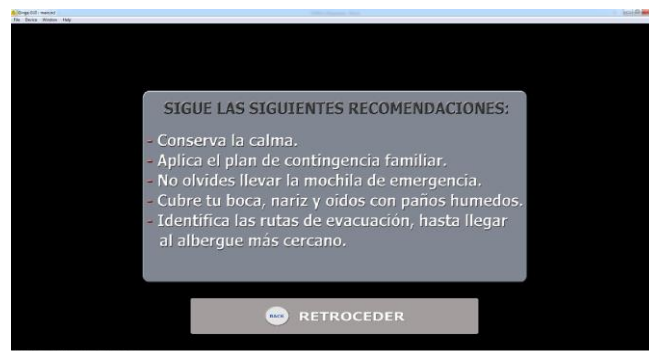 File Device Window Help
SIGUE LAS SIGUIENTES RECOMENDACIONES:
- Conserva la calma.
- Aplica el plan de contingencia familiar.
- No olvides llevar la mochila de emergencia.
- Cubre tu boca, nariz y oidos con paños humedos.
- Identifica las rutas de evacuación, hasta llegar
al albergue más cercano.
BACK RETROCEDER